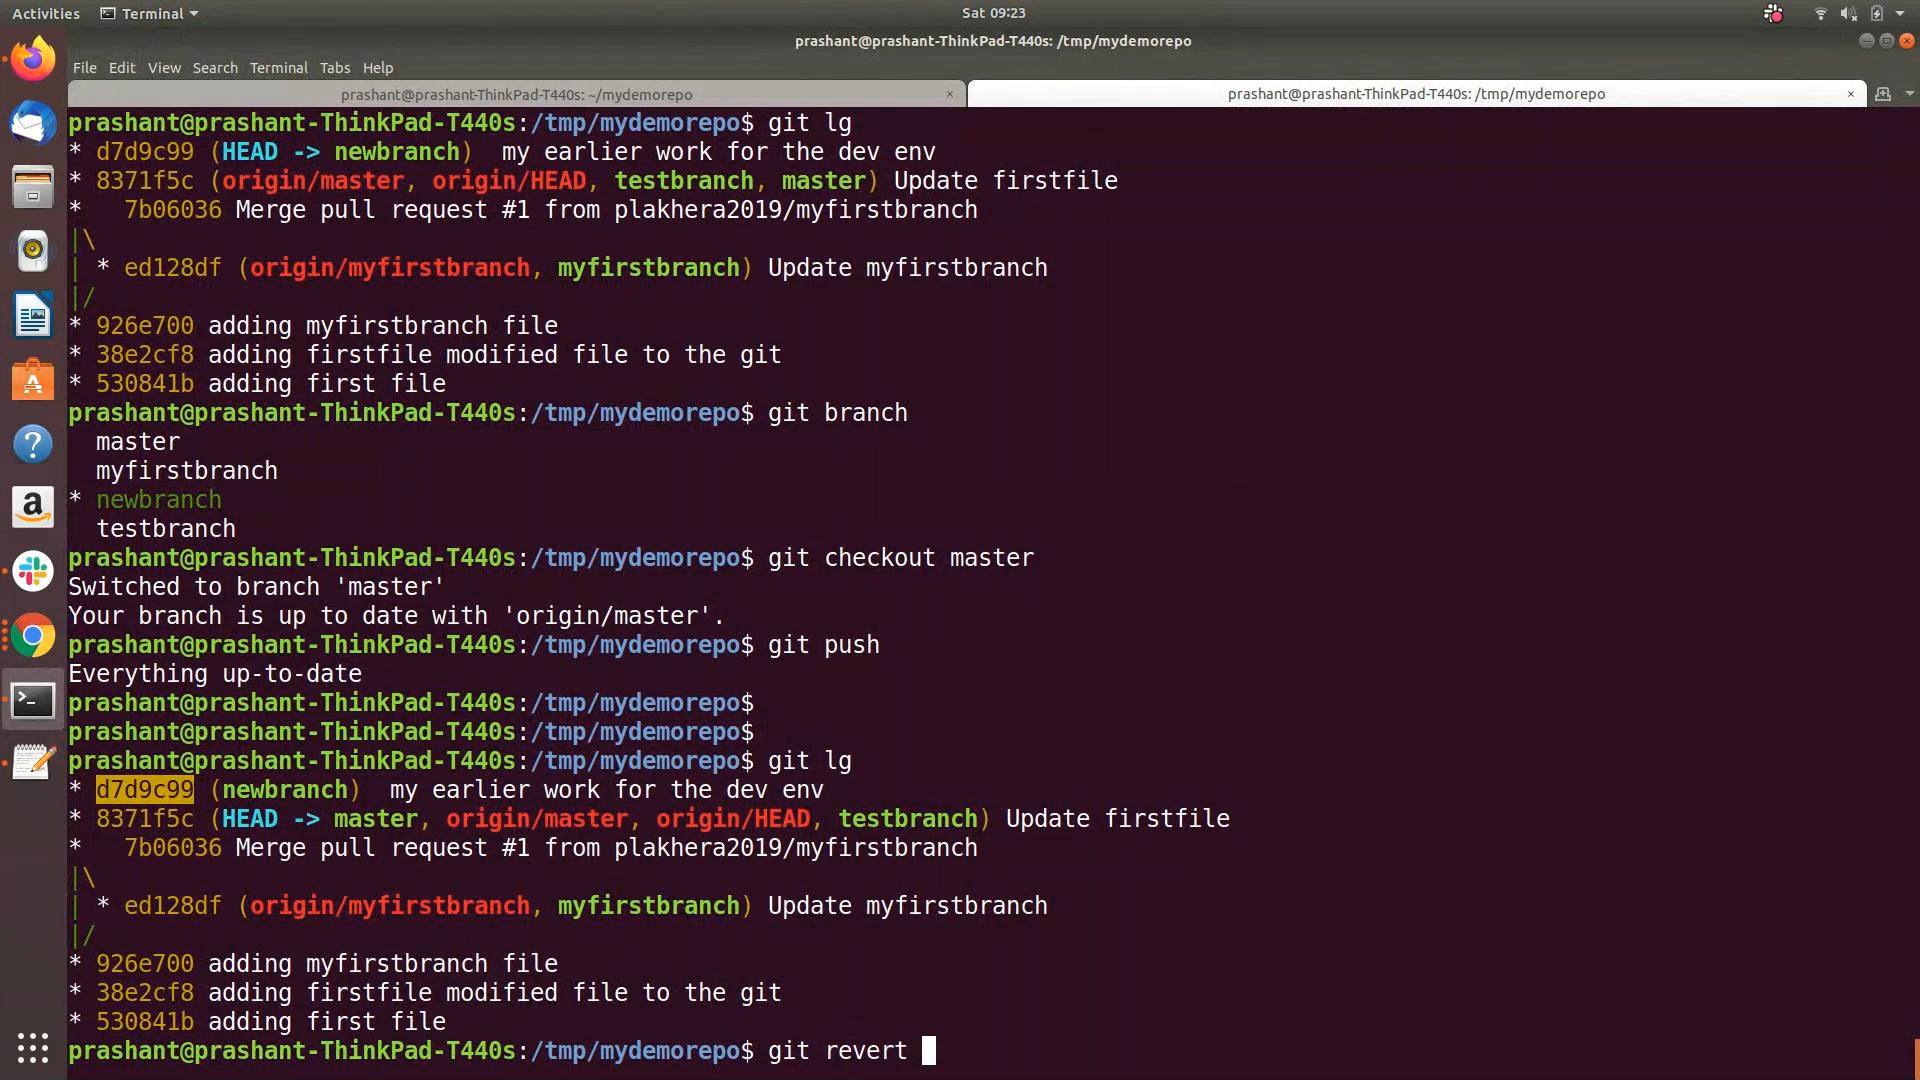 Activities Terminal Sat 09:23
prashant@prashant-ThinkPad-T440s: /tmp/mydemorepo
File Edit View Search Terminal Tabs Help
prashant@prashant-ThinkPad-T440s: ~/mydemorepo × prashant@prashant-ThinkPad-T440s: /tmp/mydemorepo ×
prashant@prashant-ThinkPad-T440s:/tmp/mydemorepo$ git lg
* d7d9c99 (HEAD -> newbranch)  my earlier work for the dev env
* 8371f5c (origin/master, origin/HEAD, testbranch, master) Update firstfile
*   7b06036 Merge pull request #1 from plakhera2019/myfirstbranch
|\
| * ed128df (origin/myfirstbranch, myfirstbranch) Update myfirstbranch
|/
* 926e700 adding myfirstbranch file
* 38e2cf8 adding firstfile modified file to the git
* 530841b adding first file
prashant@prashant-ThinkPad-T440s:/tmp/mydemorepo$ git branch
  master
  myfirstbranch
* newbranch
  testbranch
prashant@prashant-ThinkPad-T440s:/tmp/mydemorepo$ git checkout master
Switched to branch 'master'
Your branch is up to date with 'origin/master'.
prashant@prashant-ThinkPad-T440s:/tmp/mydemorepo$ git push
Everything up-to-date
prashant@prashant-ThinkPad-T440s:/tmp/mydemorepo$
prashant@prashant-ThinkPad-T440s:/tmp/mydemorepo$
prashant@prashant-ThinkPad-T440s:/tmp/mydemorepo$ git lg
* d7d9c99 (newbranch)  my earlier work for the dev env
* 8371f5c (HEAD -> master, origin/master, origin/HEAD, testbranch) Update firstfile
*   7b06036 Merge pull request #1 from plakhera2019/myfirstbranch
|\
| * ed128df (origin/myfirstbranch, myfirstbranch) Update myfirstbranch
|/
* 926e700 adding myfirstbranch file
* 38e2cf8 adding firstfile modified file to the git
* 530841b adding first file
prashant@prashant-ThinkPad-T440s:/tmp/mydemorepo$ git revert